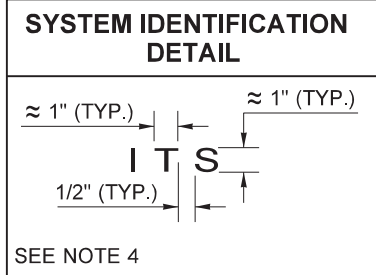 SYSTEM IDENTIFICATION
DETAIL
≈ 1" (TYP.)
≈ 1" (TYP.)
I T S
1/2" (TYP.)
SEE NOTE 4